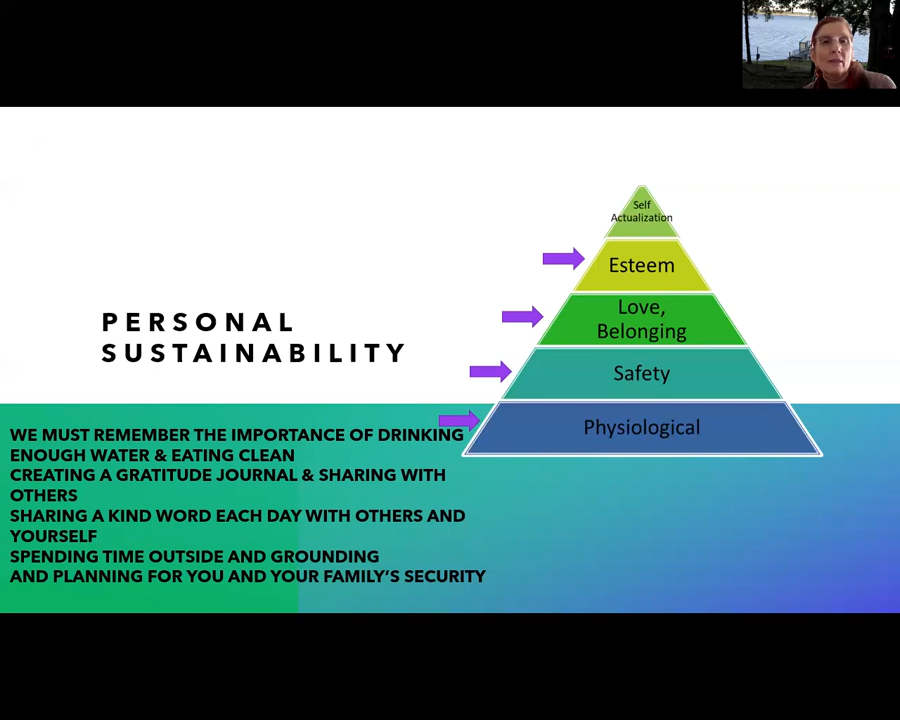 PERSONAL
SUSTAINABILITY
WE MUST REMEMBER THE IMPORTANCE OF DRINKING
ENOUGH WATER & EATING CLEAN
CREATING A GRATITUDE JOURNAL & SHARING WITH
OTHERS
SHARING A KIND WORD EACH DAY WITH OTHERS AND
YOURSELF
SPENDING TIME OUTSIDE AND GROUNDING
AND PLANNING FOR YOU AND YOUR FAMILY'S SECURITY
Self
Actualization
Esteem
Love,
Belonging
Safety
Physiological